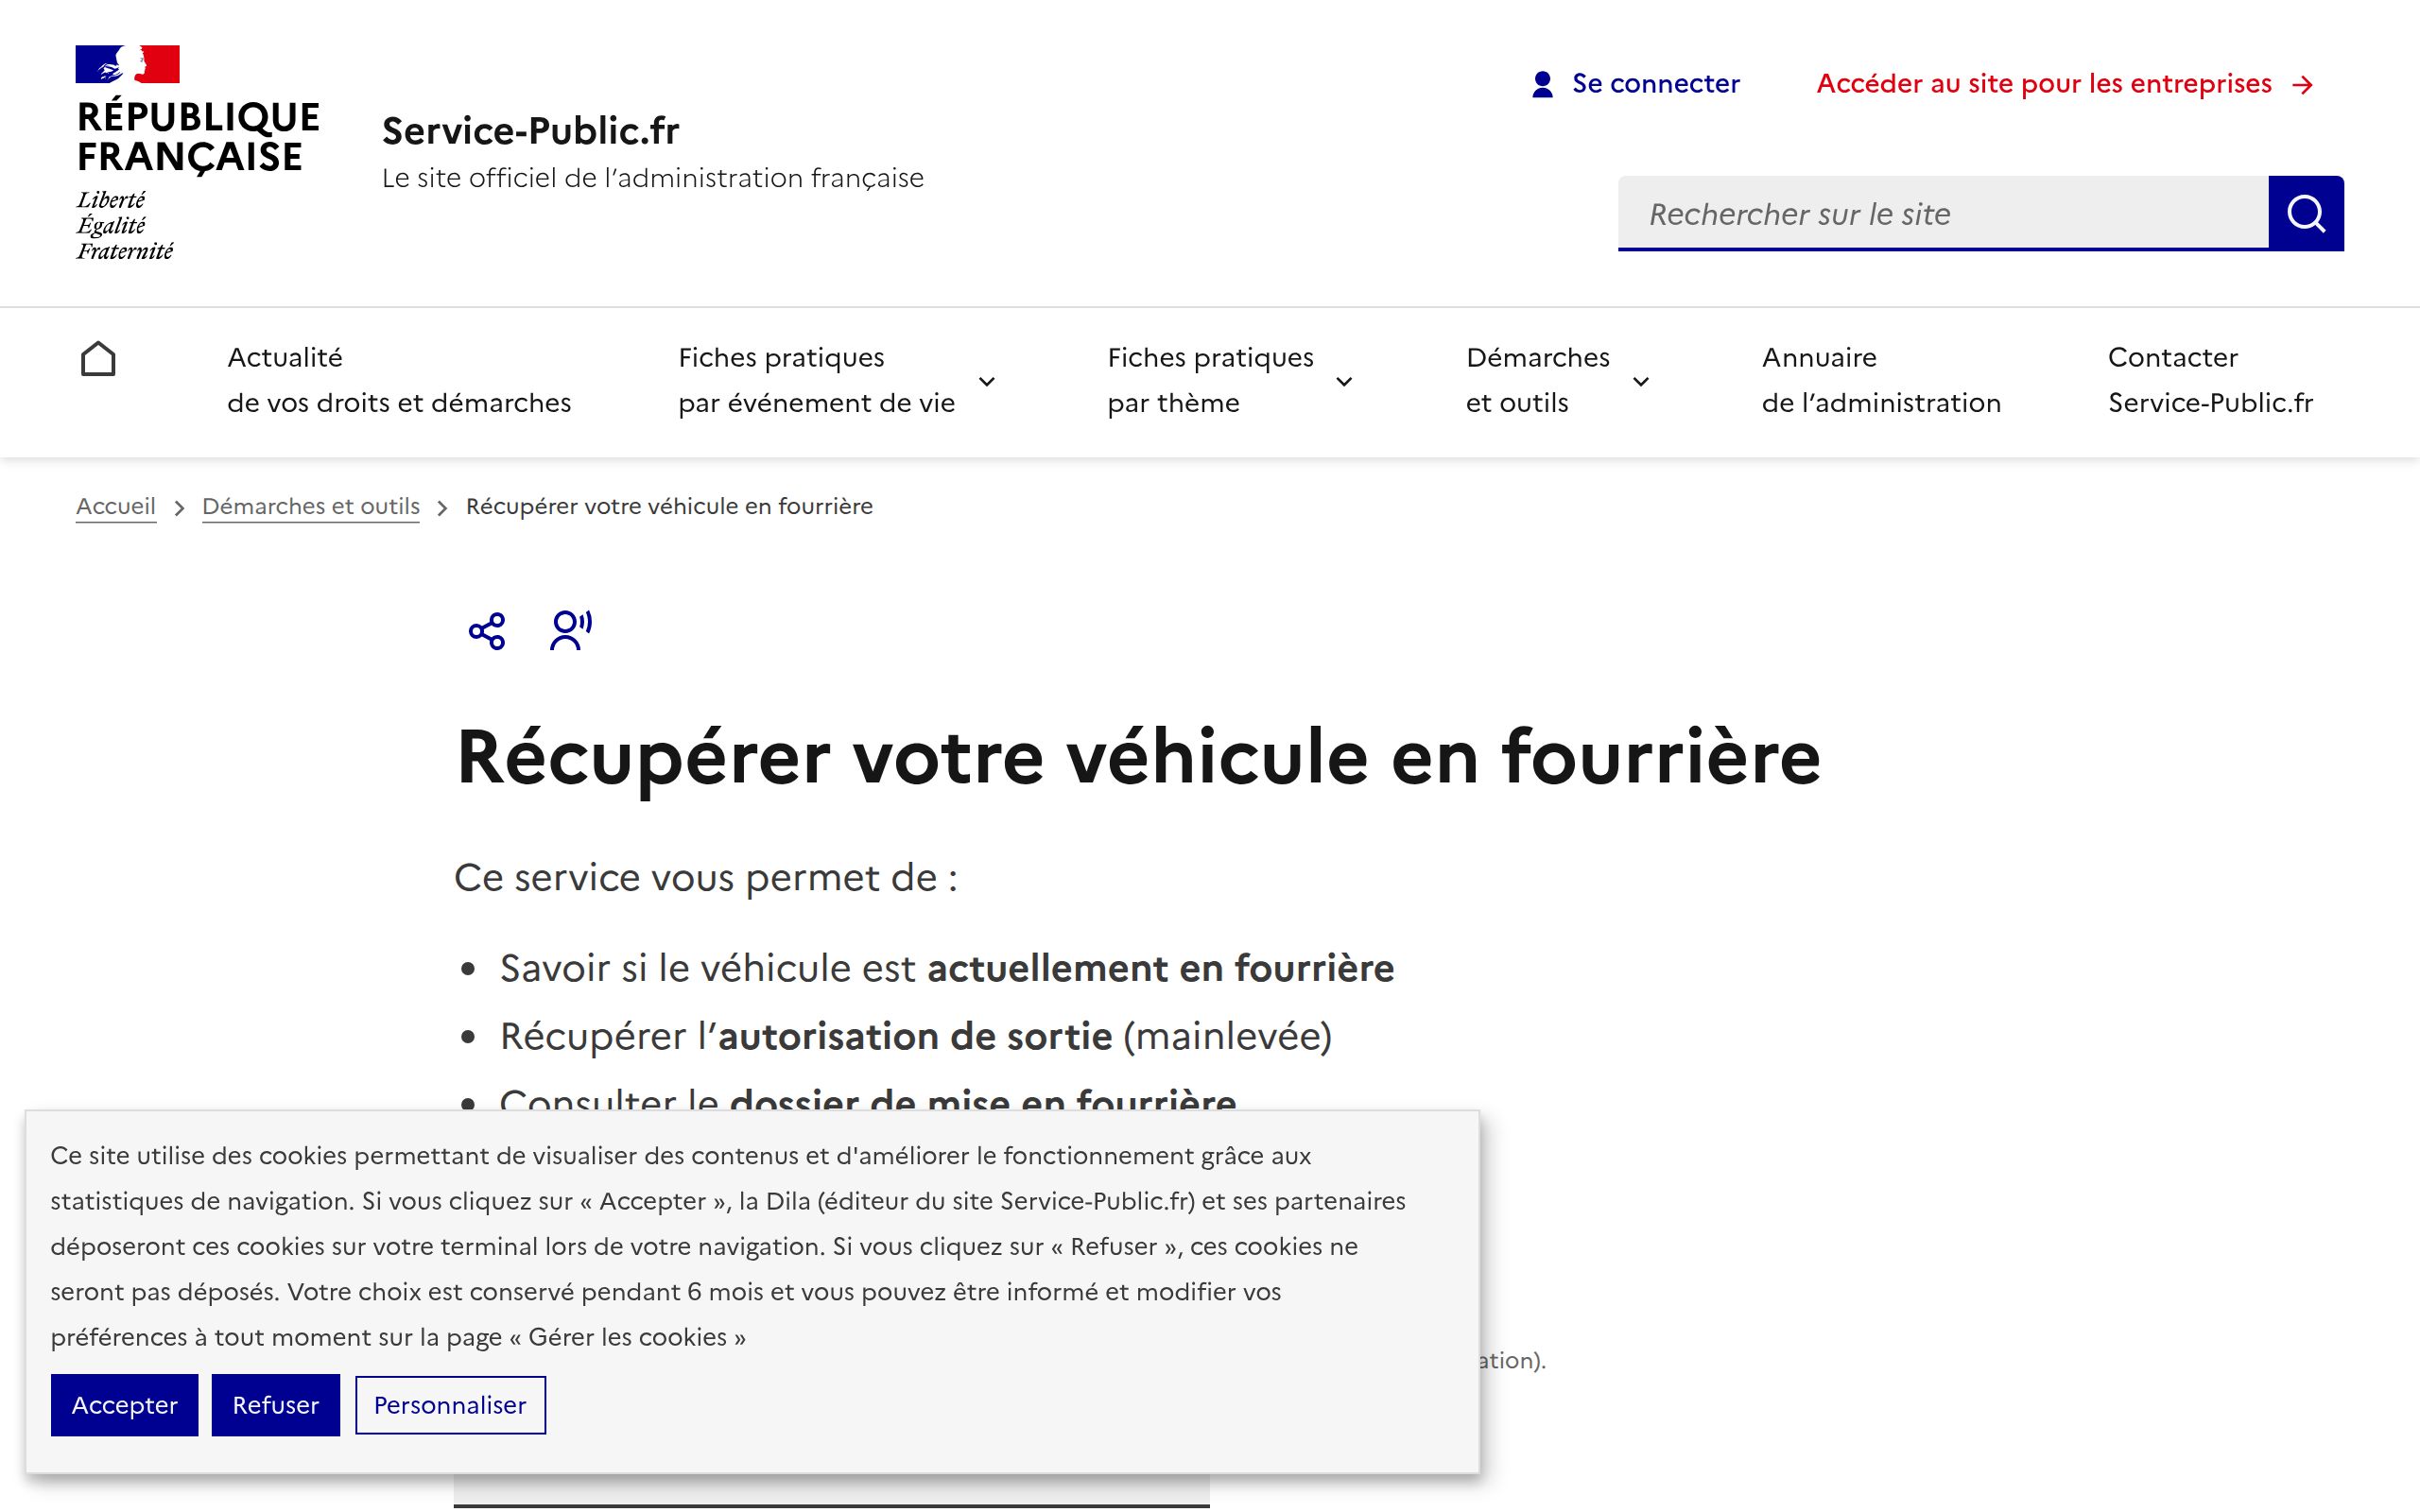 RÉPUBLIQUE
FRANÇAISE
Liberté
Égalité
Fraternité
Service-Public.fr
Le site officiel de l’administration française
Se connecter
Accéder au site pour les entreprises
Rechercher sur le site
Actualité
de vos droits et démarches
Fiches pratiques
par événement de vie
Fiches pratiques
par thème
Démarches
et outils
Annuaire
de l’administration
Contacter
Service-Public.fr
Accueil
Démarches et outils
Récupérer votre véhicule en fourrière
Récupérer votre véhicule en fourrière
Ce service vous permet de :
• Savoir si le véhicule est actuellement en fourrière
• Récupérer l’autorisation de sortie (mainlevée)
• Consulter le dossier de mise en fourrière
Ce site utilise des cookies permettant de visualiser des contenus et d'améliorer le fonctionnement grâce aux
statistiques de navigation. Si vous cliquez sur « Accepter », la Dila (éditeur du site Service-Public.fr) et ses partenaires
déposeront ces cookies sur votre terminal lors de votre navigation. Si vous cliquez sur « Refuser », ces cookies ne
seront pas déposés. Votre choix est conservé pendant 6 mois et vous pouvez être informé et modifier vos
préférences à tout moment sur la page « Gérer les cookies »
Accepter
Refuser
Personnaliser